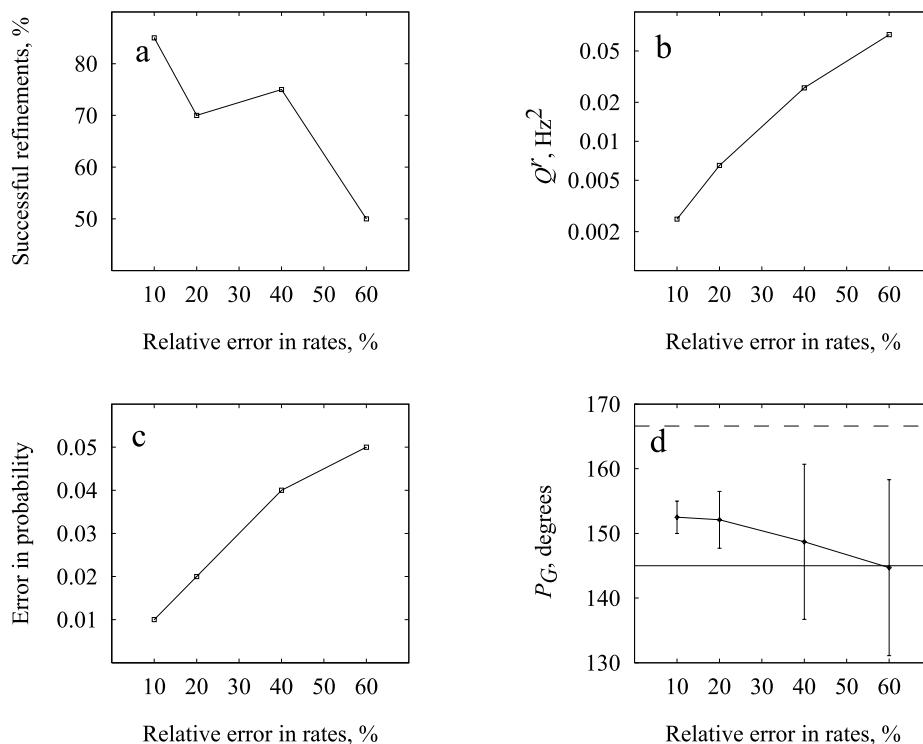 a
Successful refinements, %
80
70
60
50
10 20 30 40 50 60
Relative error in rates, %
b
Qʳ, Hz²
0.05
0.02
0.01
0.005
0.002
10 20 30 40 50 60
Relative error in rates, %
c
Error in probability
0.05
0.04
0.03
0.02
0.01
10 20 30 40 50 60
Relative error in rates, %
d
P_G, degrees
170
160
150
140
130
10 20 30 40 50 60
Relative error in rates, %